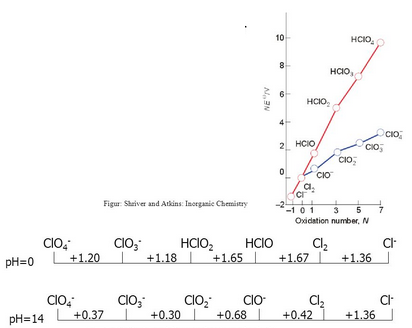 10
8
6
4
2
0
−2
NE°/V
HClO₄
HClO₃
HClO₂
HClO
ClO₄⁻
ClO₃⁻
ClO₂⁻
ClO⁻
Cl₂
Cl⁻
−1 0 1 3 5 7
Oxidation number, N
Figur: Shriver and Atkins: Inorganic Chemistry
ClO₄⁻ ClO₃⁻ HClO₂ HClO Cl₂ Cl⁻
pH=0 +1.20 +1.18 +1.65 +1.67 +1.36
ClO₄⁻ ClO₃⁻ ClO₂⁻ ClO⁻ Cl₂ Cl⁻
pH=14 +0.37 +0.30 +0.68 +0.42 +1.36